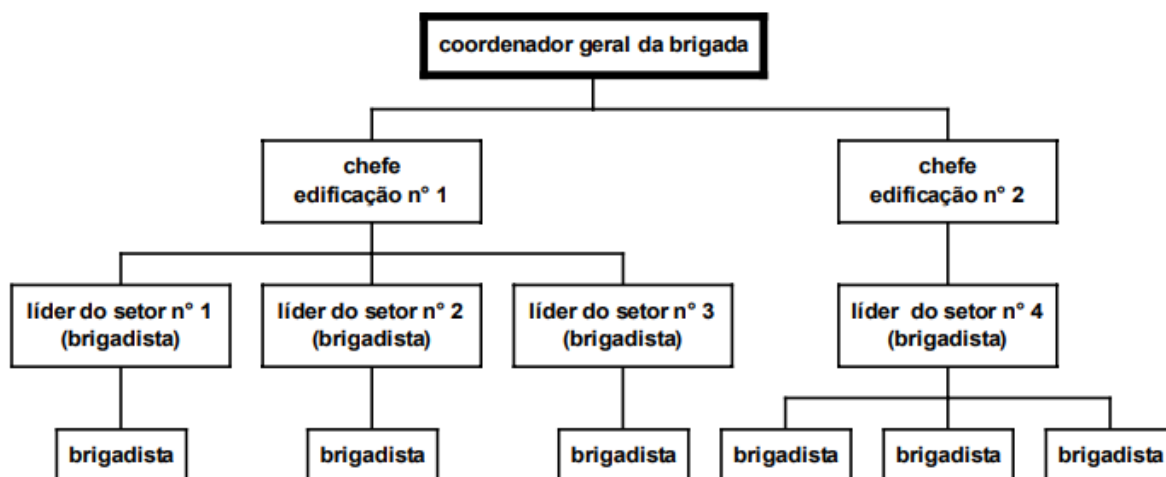 coordenador geral da brigada
chefe
edificação n° 1
chefe
edificação n° 2
líder do setor n° 1
(brigadista)
líder do setor n° 2
(brigadista)
líder do setor n° 3
(brigadista)
líder do setor n° 4
(brigadista)
brigadista
brigadista
brigadista
brigadista
brigadista
brigadista